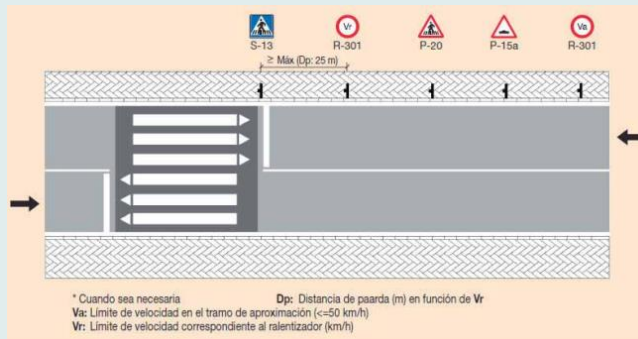 Vr
Va
S-13
R-301
P-20
P-15a
R-301
≥ Máx (Dp: 25 m)
* Cuando sea necesaria
Dp: Distancia de paarda (m) en función de Vr
Va: Límite de velocidad en el tramo de aproximación (<=50 km/h)
Vr: Límite de velocidad correspondiente al ralentizador (km/h)